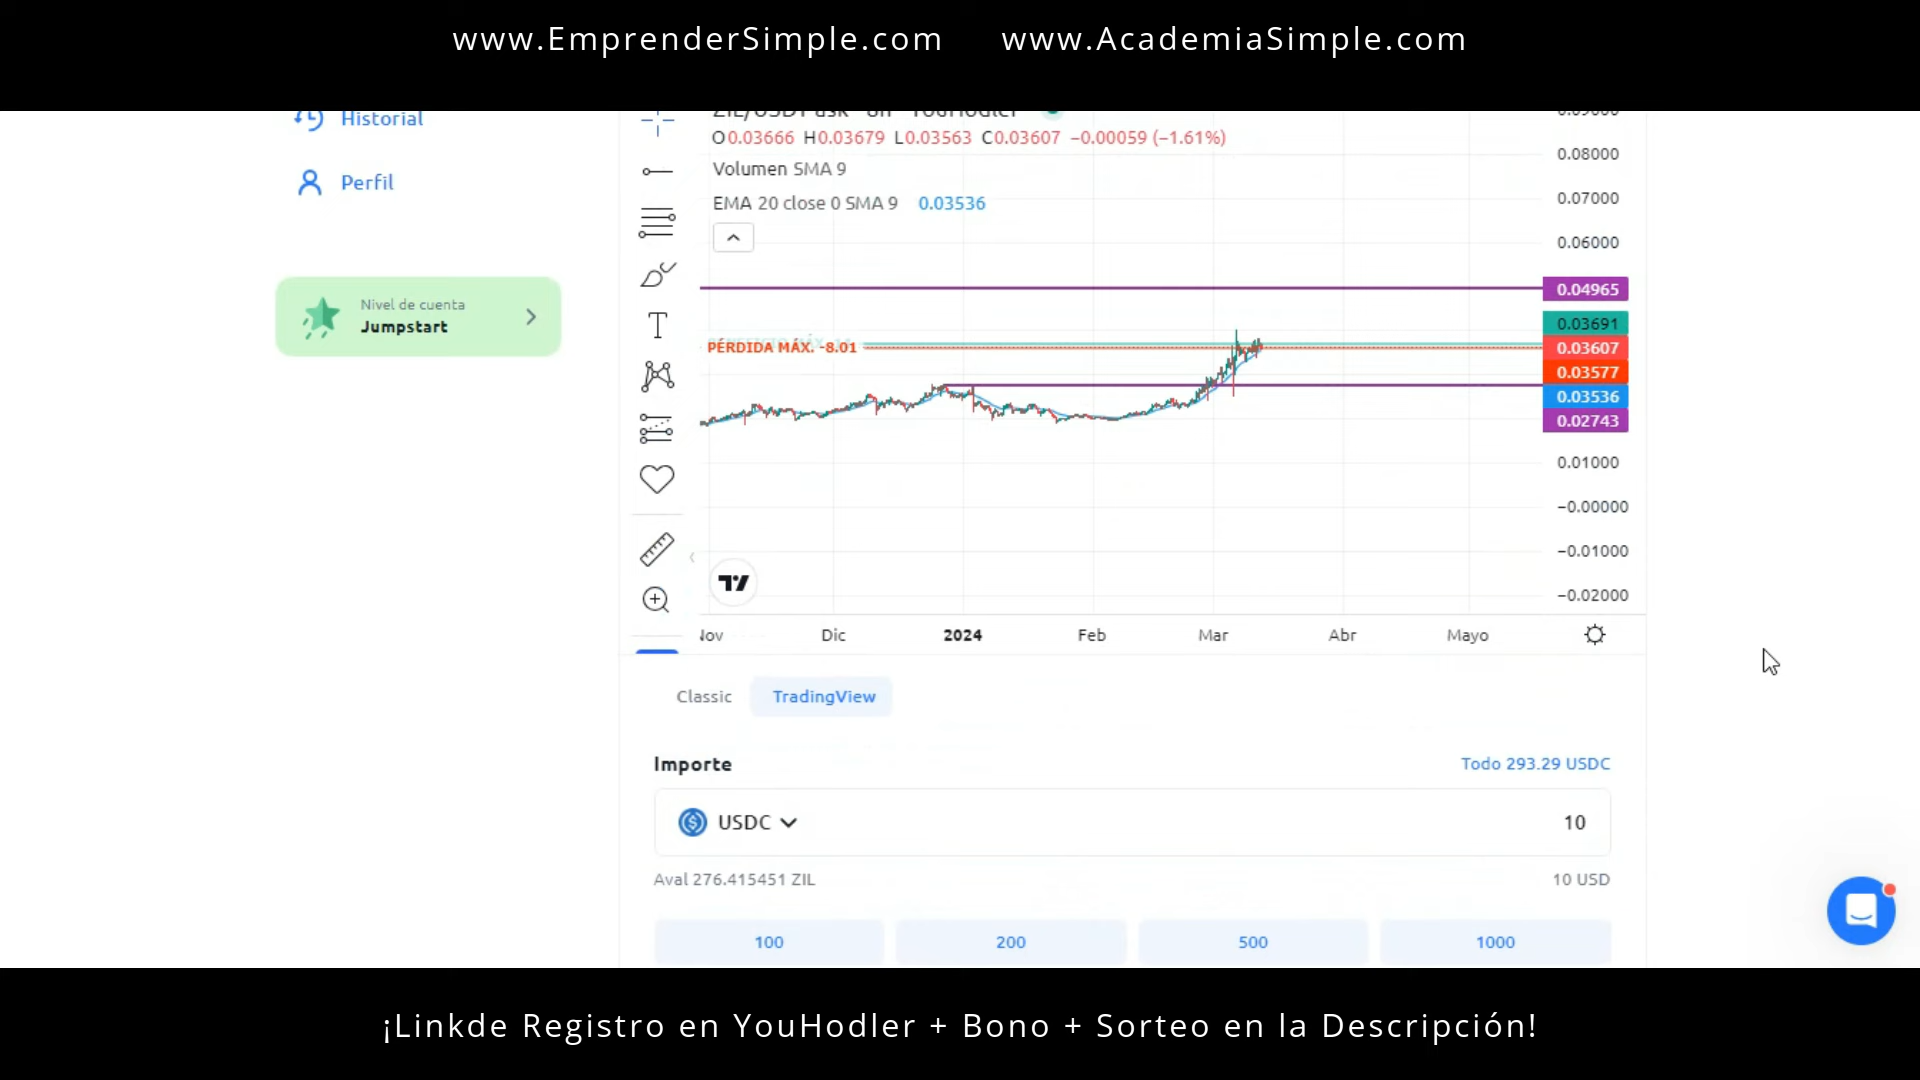 www.EmprenderSimple.com www.AcademiaSimple.com
Historial
Perfil
Nivel de cuenta
Jumpstart
O0.03666 H0.03679 L0.03563 C0.03607 −0.00059 (−1.61%)
Volumen SMA 9
EMA 20 close 0 SMA 9 0.03536
PÉRDIDA MÁX. -8.01
0.08000
0.07000
0.06000
0.04965
0.03691
0.03607
0.03577
0.03536
0.02743
0.01000
−0.00000
−0.01000
−0.02000
Nov Dic 2024 Feb Mar Abr Mayo
Classic TradingView
Importe Todo 293.29 USDC
USDC 10
Aval 276.415451 ZIL 10 USD
100 200 500 1000
¡Linkde Registro en YouHodler + Bono + Sorteo en la Descripción!